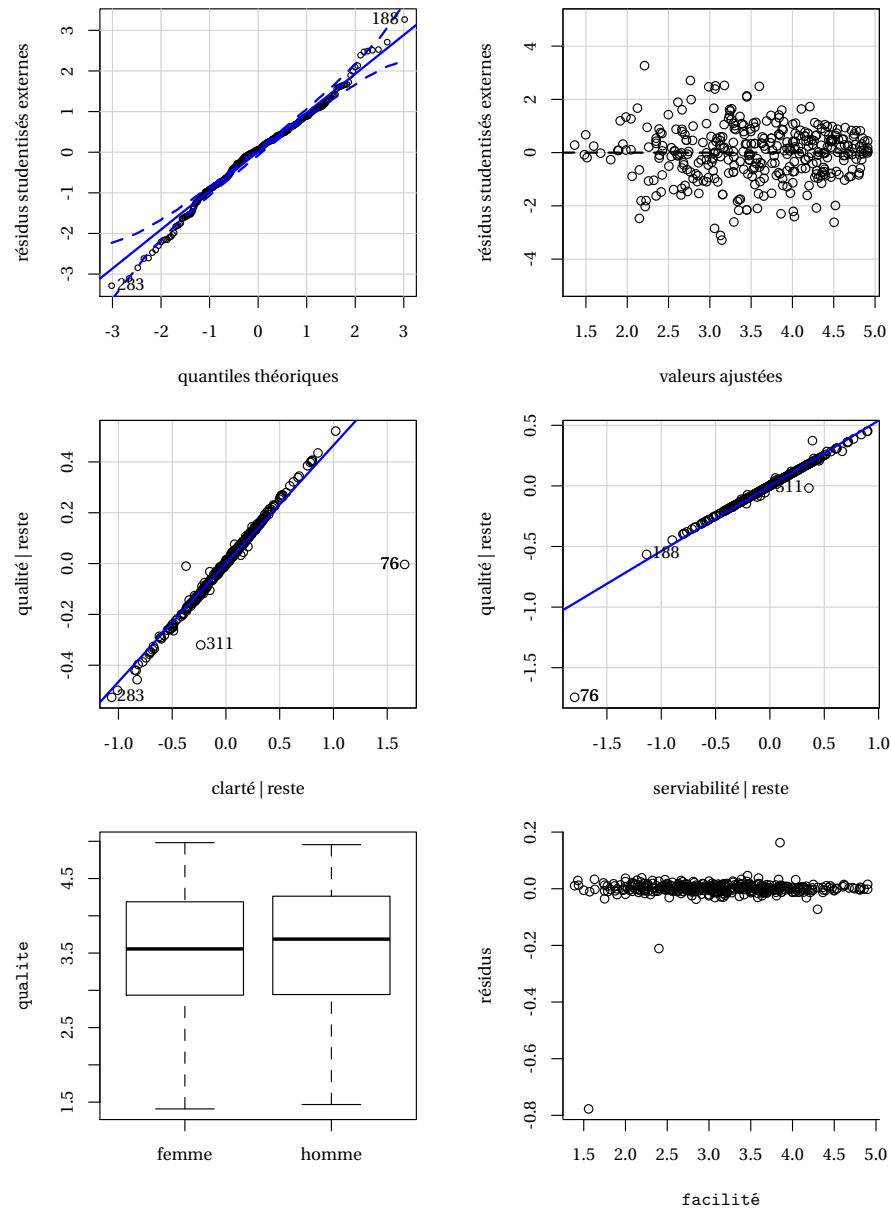 résidus studentisés externes
3
2
1
0
-1
-2
-3
188
283
-3 -2 -1 0 1 2 3
quantiles théoriques
résidus studentisés externes
4
2
0
-2
-4
1.5 2.0 2.5 3.0 3.5 4.0 4.5 5.0
valeurs ajustées
qualité | reste
0.4
0.2
0.0
-0.2
-0.4
76
311
283
-1.0 -0.5 0.0 0.5 1.0 1.5
clarté | reste
qualité | reste
0.5
0.0
-0.5
-1.0
-1.5
311
188
76
-1.5 -1.0 -0.5 0.0 0.5 1.0
serviabilité | reste
qualite
4.5
3.5
2.5
1.5
femme homme
résidus
0.2
0.0
-0.2
-0.4
-0.6
-0.8
1.5 2.0 2.5 3.0 3.5 4.0 4.5 5.0
facilité